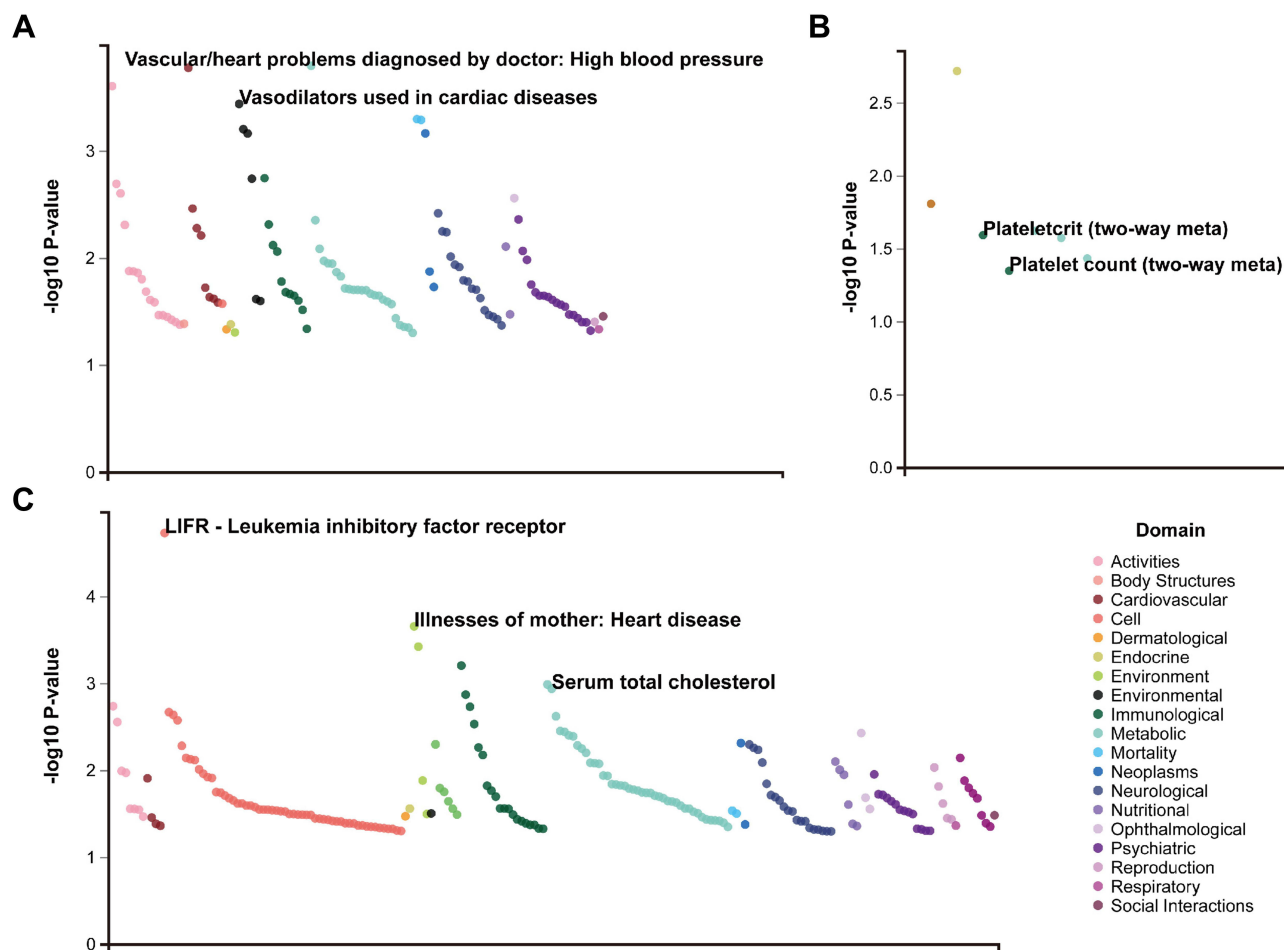 A
Vascular/heart problems diagnosed by doctor: High blood pressure
Vasodilators used in cardiac diseases
-log10 P-value
3
2
1
0
B
2.5
2.0
1.5
1.0
0.5
0.0
-log10 P-value
Plateletcrit (two-way meta)
Platelet count (two-way meta)
C
LIFR - Leukemia inhibitory factor receptor
Illnesses of mother: Heart disease
Serum total cholesterol
-log10 P-value
4
3
2
1
0
Domain
Activities
Body Structures
Cardiovascular
Cell
Dermatological
Endocrine
Environment
Environmental
Immunological
Metabolic
Mortality
Neoplasms
Neurological
Nutritional
Ophthalmological
Psychiatric
Reproduction
Respiratory
Social Interactions